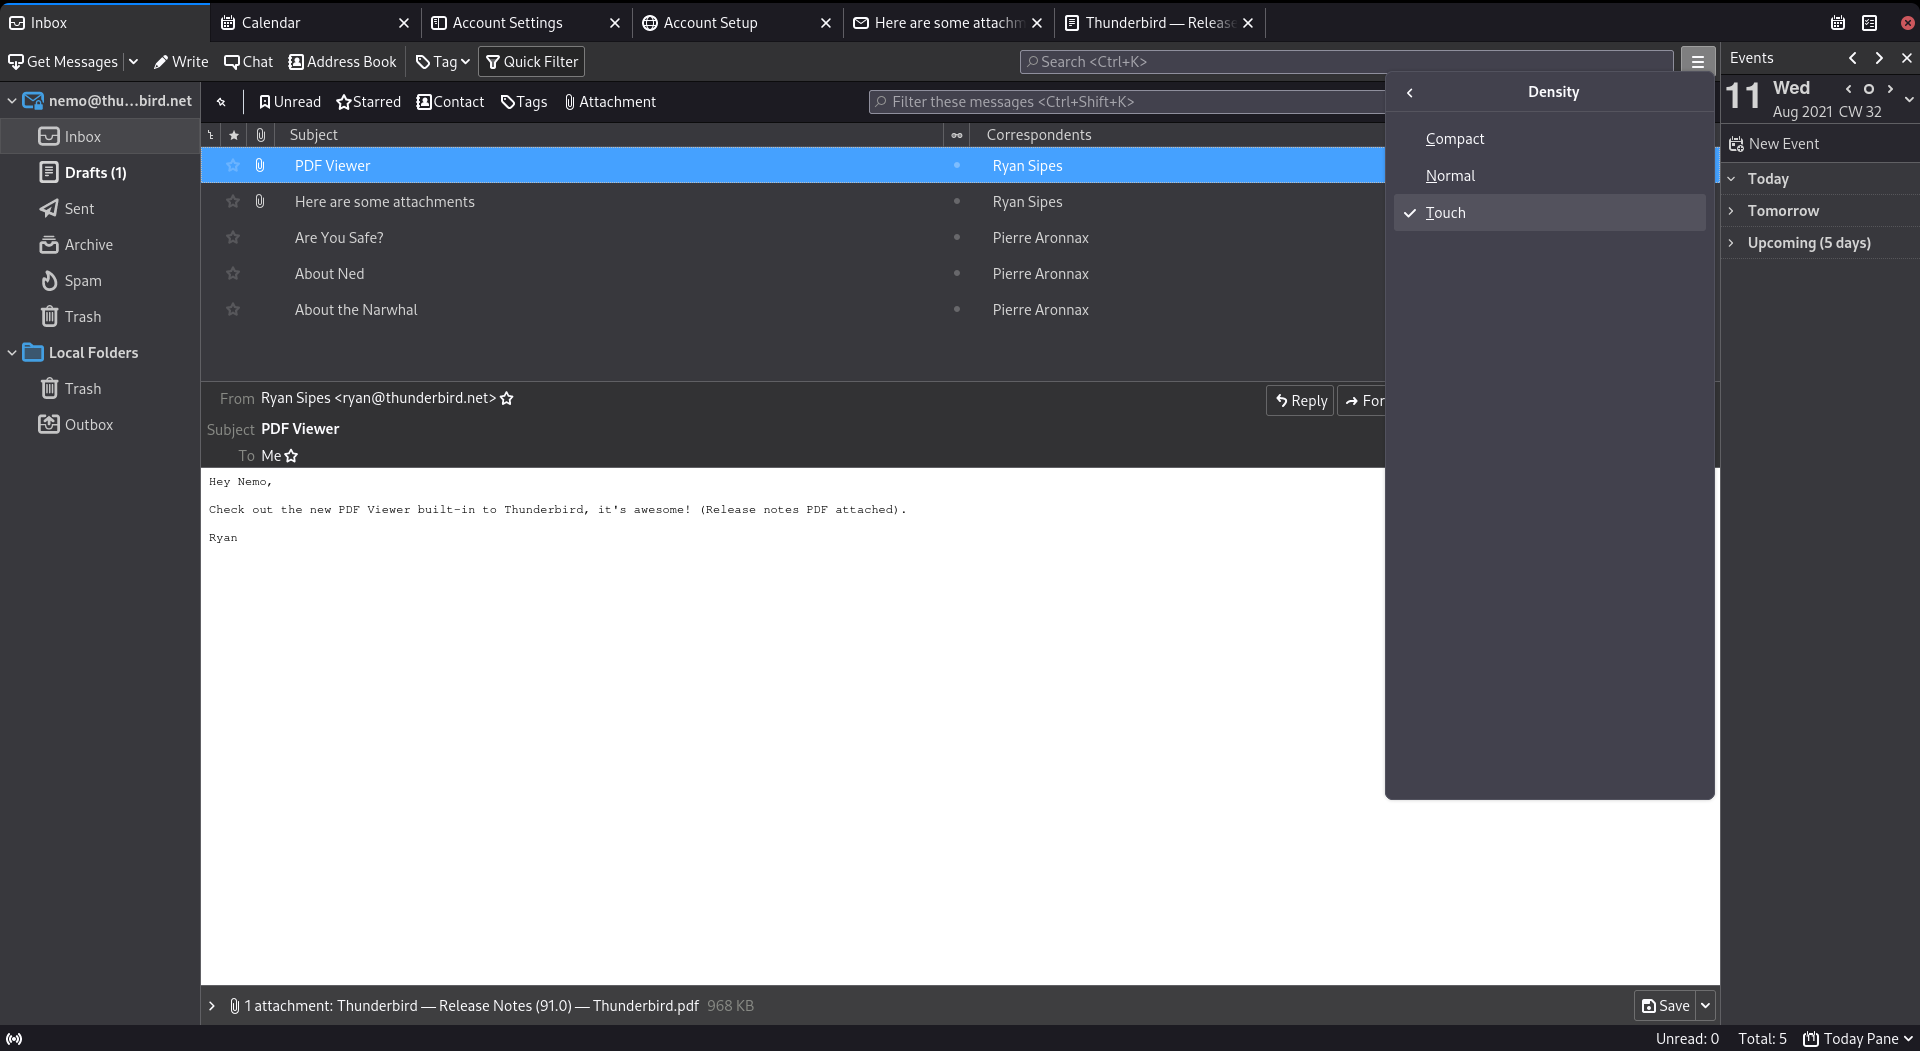 Inbox
Calendar
Account Settings
Account Setup
Here are some attachm
Thunderbird — Release
Get Messages
Write
Chat
Address Book
Tag
Quick Filter
Search <Ctrl+K>
Events
nemo@thu...bird.net
Inbox
Drafts (1)
Sent
Archive
Spam
Trash
Local Folders
Trash
Outbox
Unread
Starred
Contact
Tags
Attachment
Filter these messages <Ctrl+Shift+K>
Subject
Correspondents
PDF Viewer
Ryan Sipes
Here are some attachments
Ryan Sipes
Are You Safe?
Pierre Aronnax
About Ned
Pierre Aronnax
About the Narwhal
Pierre Aronnax
From Ryan Sipes <ryan@thunderbird.net>
Reply
For
Subject PDF Viewer
To Me
Hey Nemo,
Check out the new PDF Viewer built-in to Thunderbird, it's awesome! (Release notes PDF attached).
Ryan
Density
Compact
Normal
Touch
11
Wed
Aug 2021 CW 32
New Event
Today
Tomorrow
Upcoming (5 days)
1 attachment: Thunderbird — Release Notes (91.0) — Thunderbird.pdf 968 KB
Save
Unread: 0
Total: 5
Today Pane